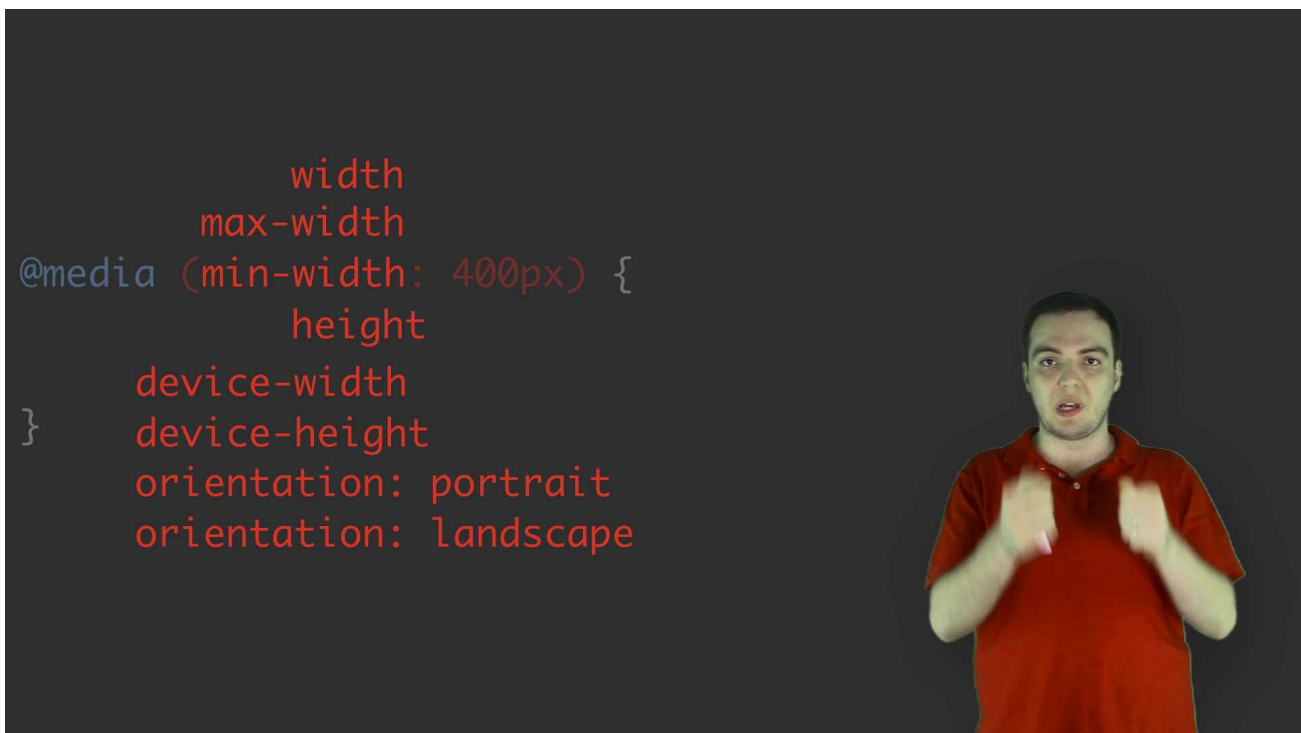 width
max-width
@media (min-width: 400px) {
height
device-width
} device-height
orientation: portrait
orientation: landscape